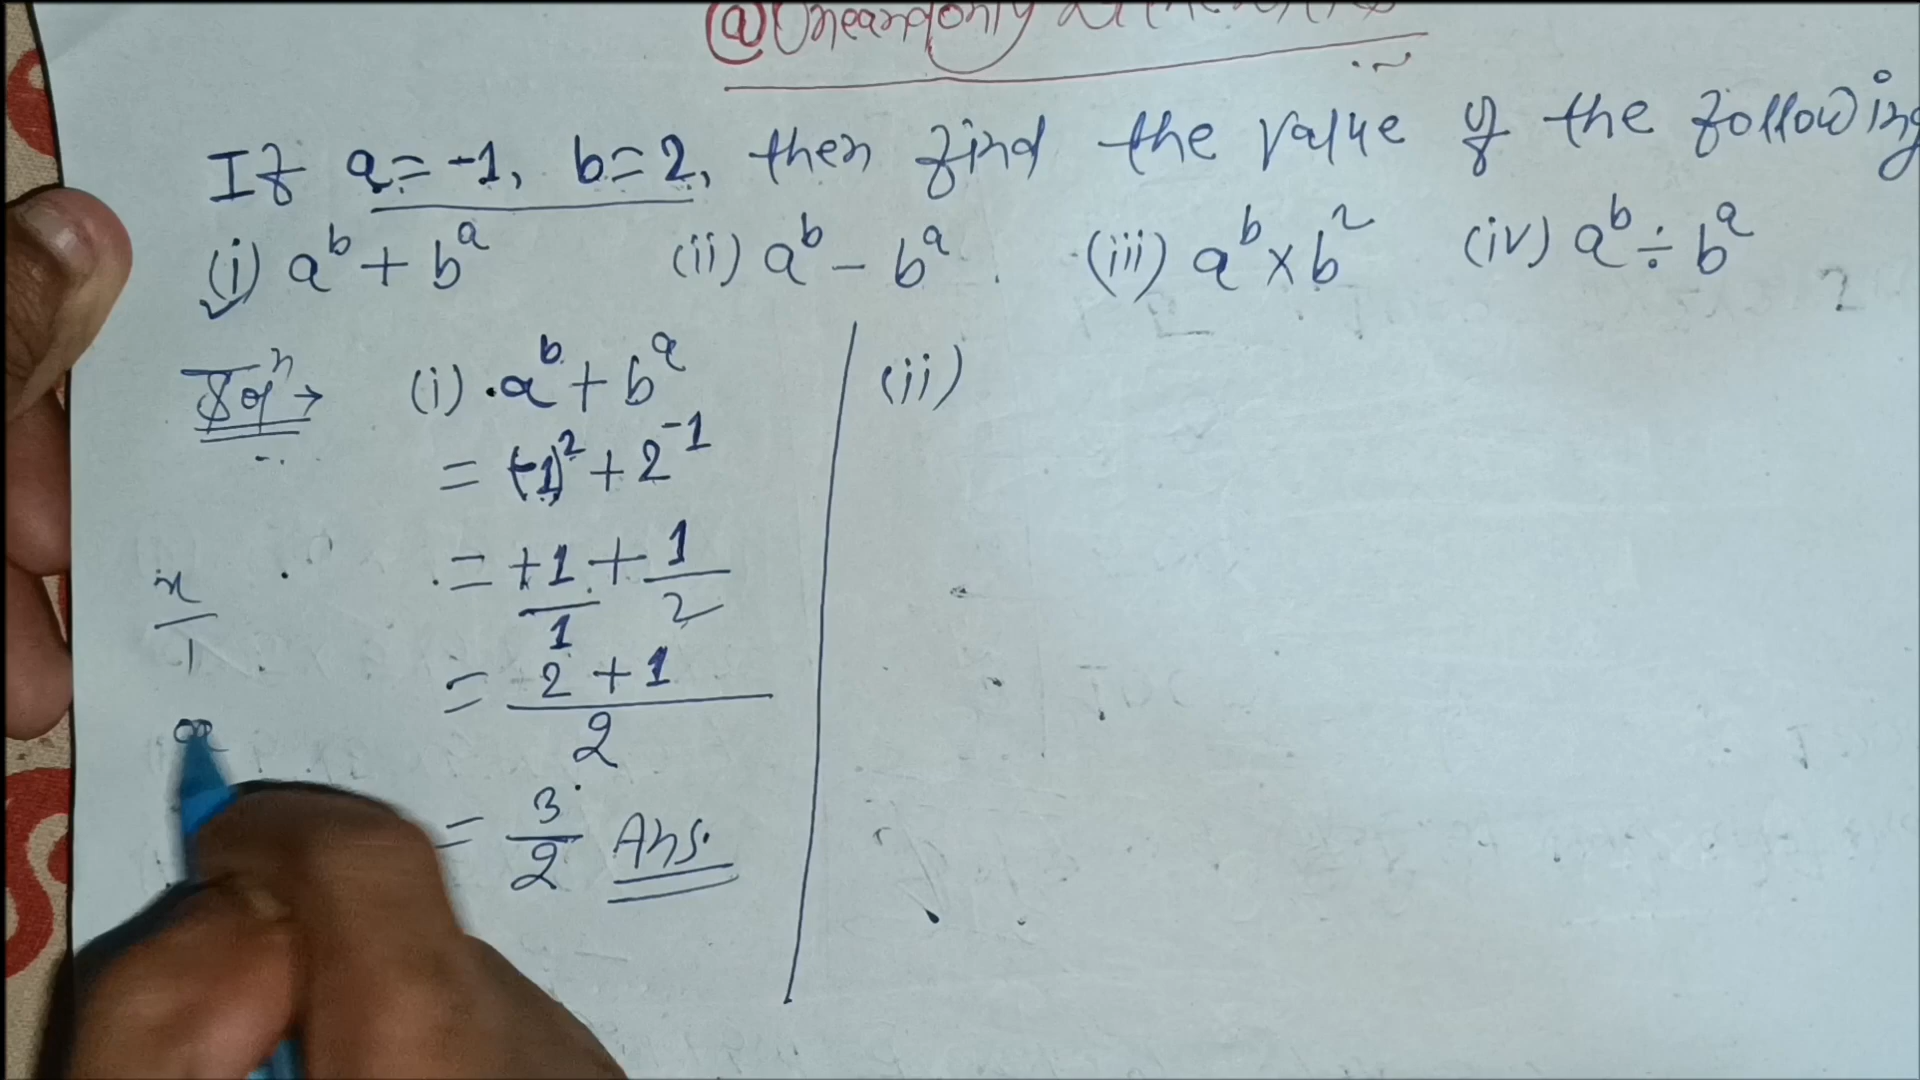 If a = -1, b = 2, then find the value of the following
(i) a^b + b^a (ii) a^b - b^a. (iii) a^b × b^2 (iv) a^b ÷ b^a
Sol^n → (i) a^b + b^a
= (-1)^2 + 2^-1
= +1/1 + 1/2
= (2 + 1)/2
= 3/2 Ans.
(ii)
x/1